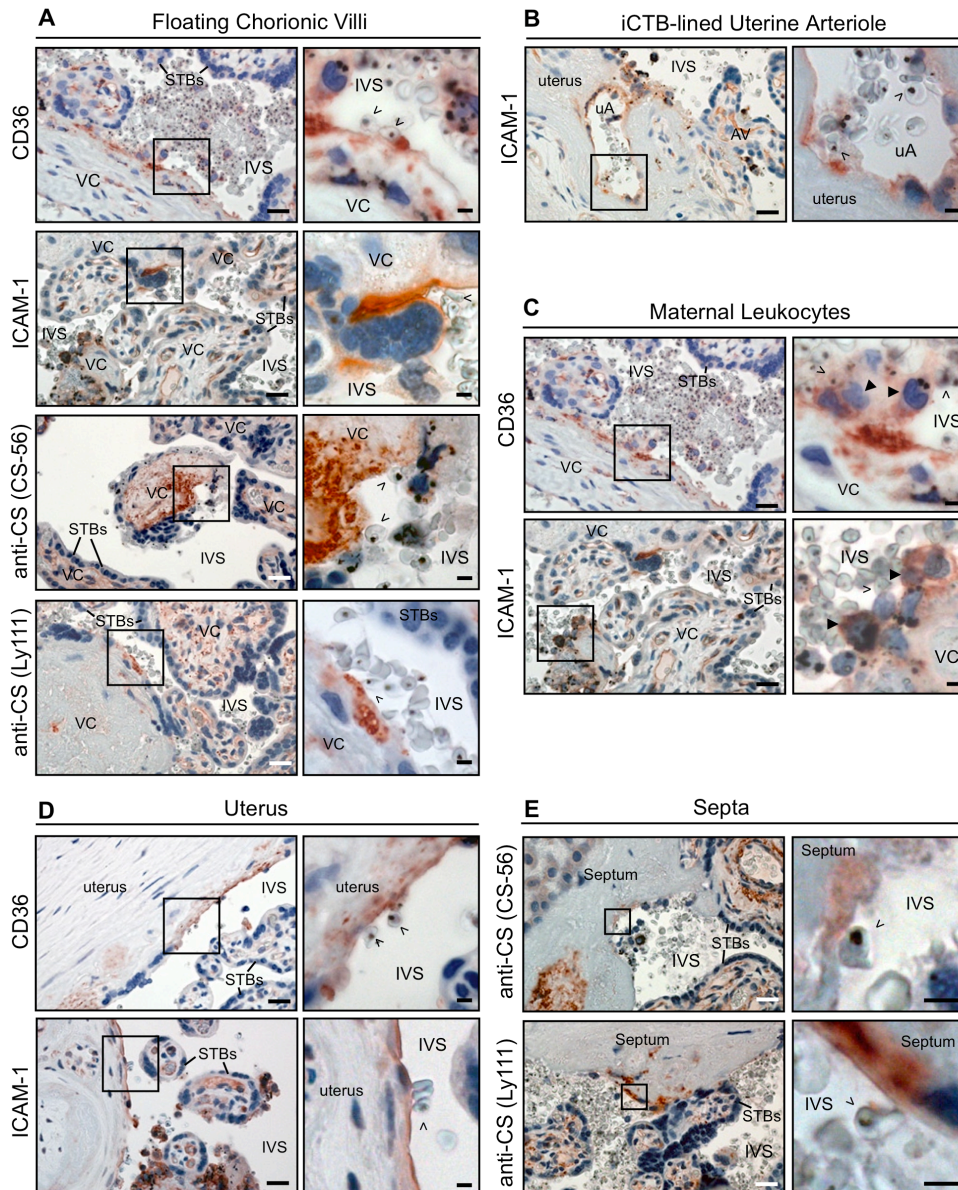 A Floating Chorionic Villi
CD36
STBs
IVS
VC
IVS
VC
ICAM-1
VC
VC
STBs
IVS
VC
VC
IVS
VC
IVS
anti-CS (CS-56)
VC
VC
VC
STBs
IVS
VC
VC
IVS
anti-CS (Ly111)
STBs
VC
IVS
VC
STBs
IVS
VC
B iCTB-lined Uterine Arteriole
ICAM-1
uterus
IVS
uA
AV
uA
uterus
C Maternal Leukocytes
CD36
IVS
STBs
VC
IVS
VC
ICAM-1
VC
IVS
STBs
VC
IVS
VC
D Uterus
CD36
uterus
IVS
STBs
uterus
IVS
ICAM-1
STBs
IVS
IVS
uterus
E Septa
anti-CS (CS-56)
Septum
STBs
IVS
Septum
IVS
anti-CS (Ly111)
Septum
STBs
IVS
Septum
IVS